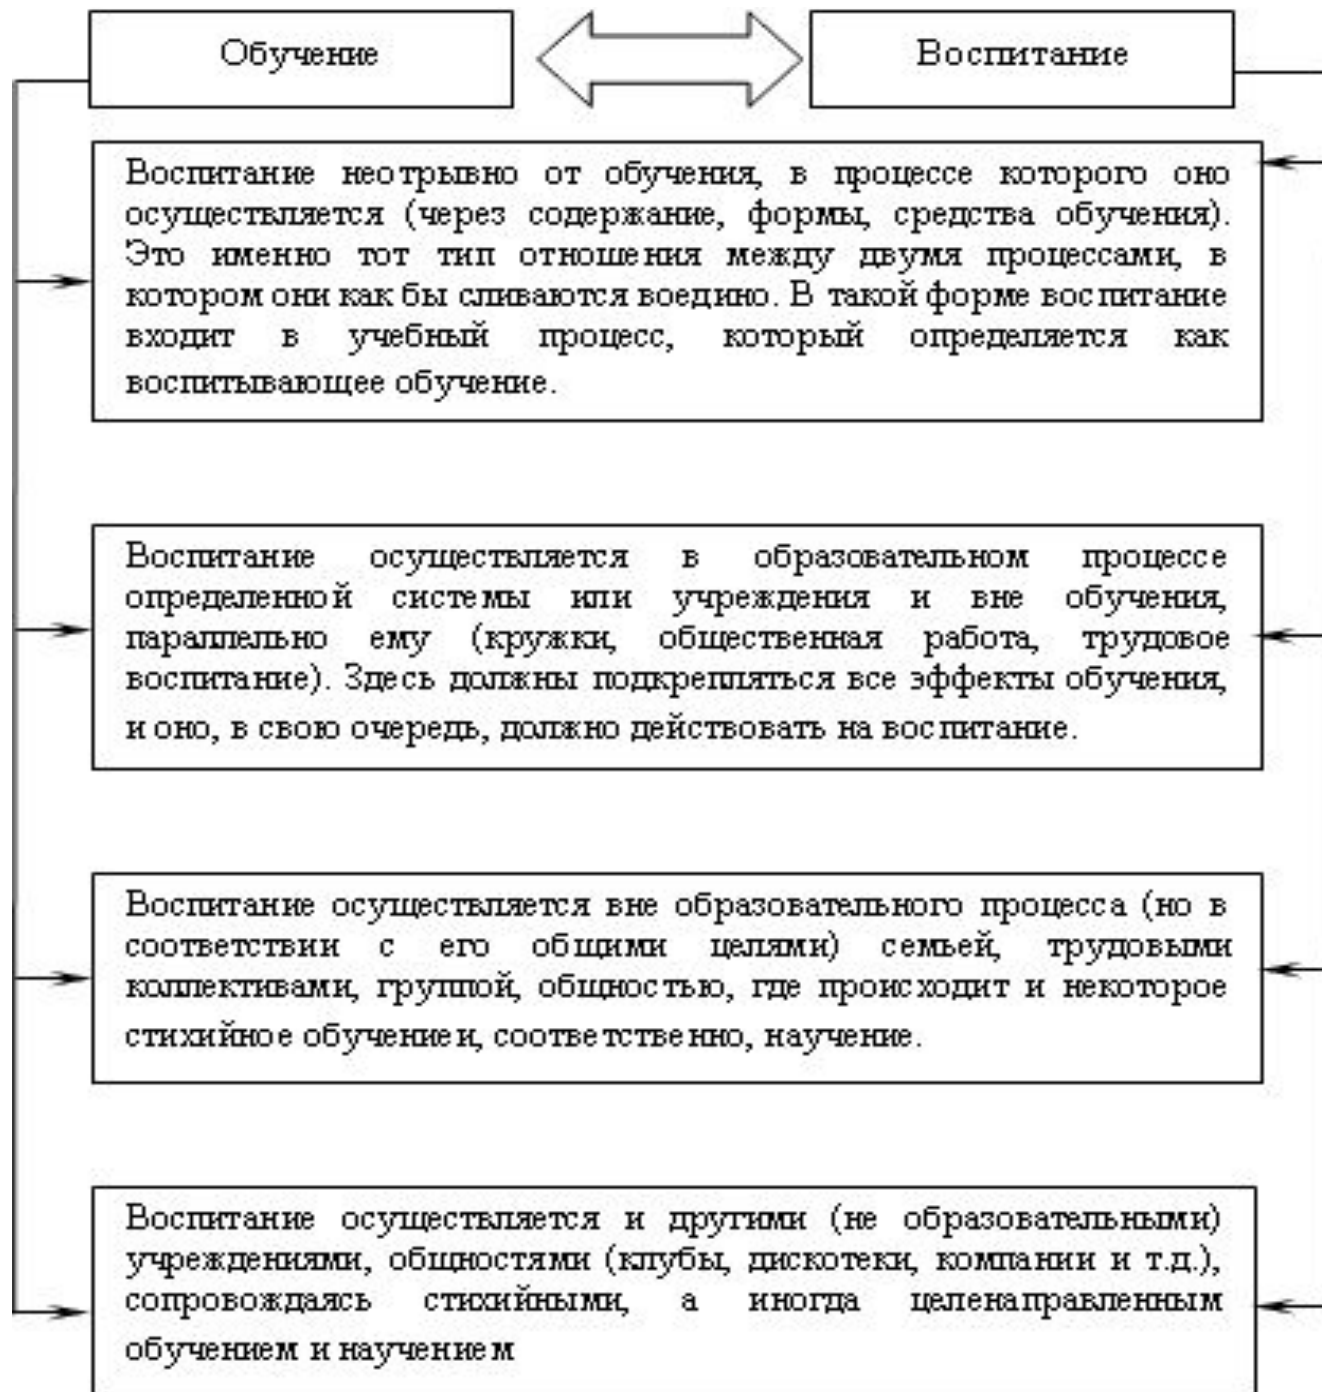 Обучение
Воспитание
Воспитание неотрывно от обучения, в процессе которого оно
осуществляется (через содержание, формы, средства обучения).
Это именно тот тип отношения между двумя процессами, в
котором они как бы сливаются воедино. В такой форме воспитание
входит в учебный процесс, который определяется как
воспитывающее обучение.
Воспитание осуществляется в образовательном процессе
определенной системы или учреждения и вне обучения,
параллельно ему (кружки, общественная работа, трудовое
воспитание). Здесь должны подкрепляться все эффекты обучения,
и оно, в свою очередь, должно действовать на воспитание.
Воспитание осуществляется вне образовательного процесса (но в
соответствии с его общими целями) семьей, трудовыми
коллективами, группой, общностью, где происходит и некоторое
стихийное обучениеи, соответственно, научение.
Воспитание осуществляется и другими (не образовательными)
учреждениями, общностями (клубы, дискотеки, компании и т.д.),
сопровождаясь стихийными, а иногда целенаправленным
обучением и научением